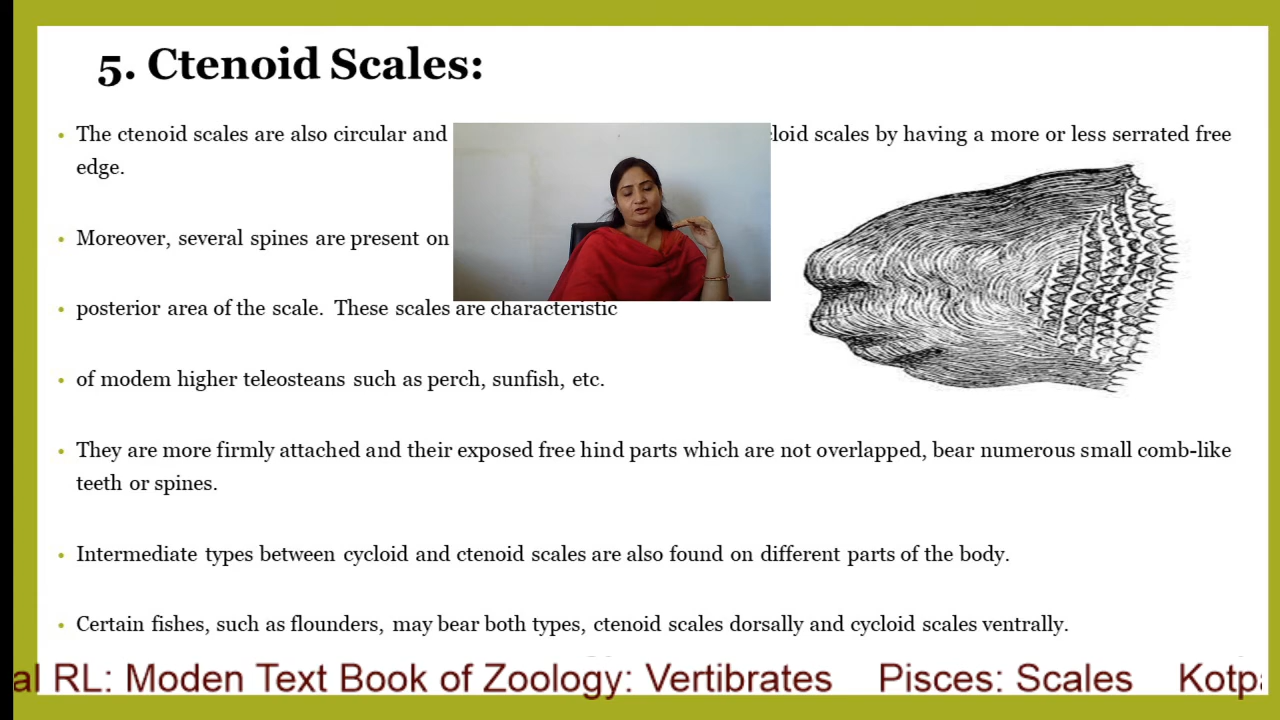 5. Ctenoid Scales:
The ctenoid scales are also circular and cloid scales by having a more or less serrated free
edge.
Moreover, several spines are present on
posterior area of the scale. These scales are characteristic
of modem higher teleosteans such as perch, sunfish, etc.
They are more firmly attached and their exposed free hind parts which are not overlapped, bear numerous small comb-like
teeth or spines.
Intermediate types between cycloid and ctenoid scales are also found on different parts of the body.
Certain fishes, such as flounders, may bear both types, ctenoid scales dorsally and cycloid scales ventrally.
al RL: Moden Text Book of Zoology: Vertibrates Pisces: Scales Kotpa